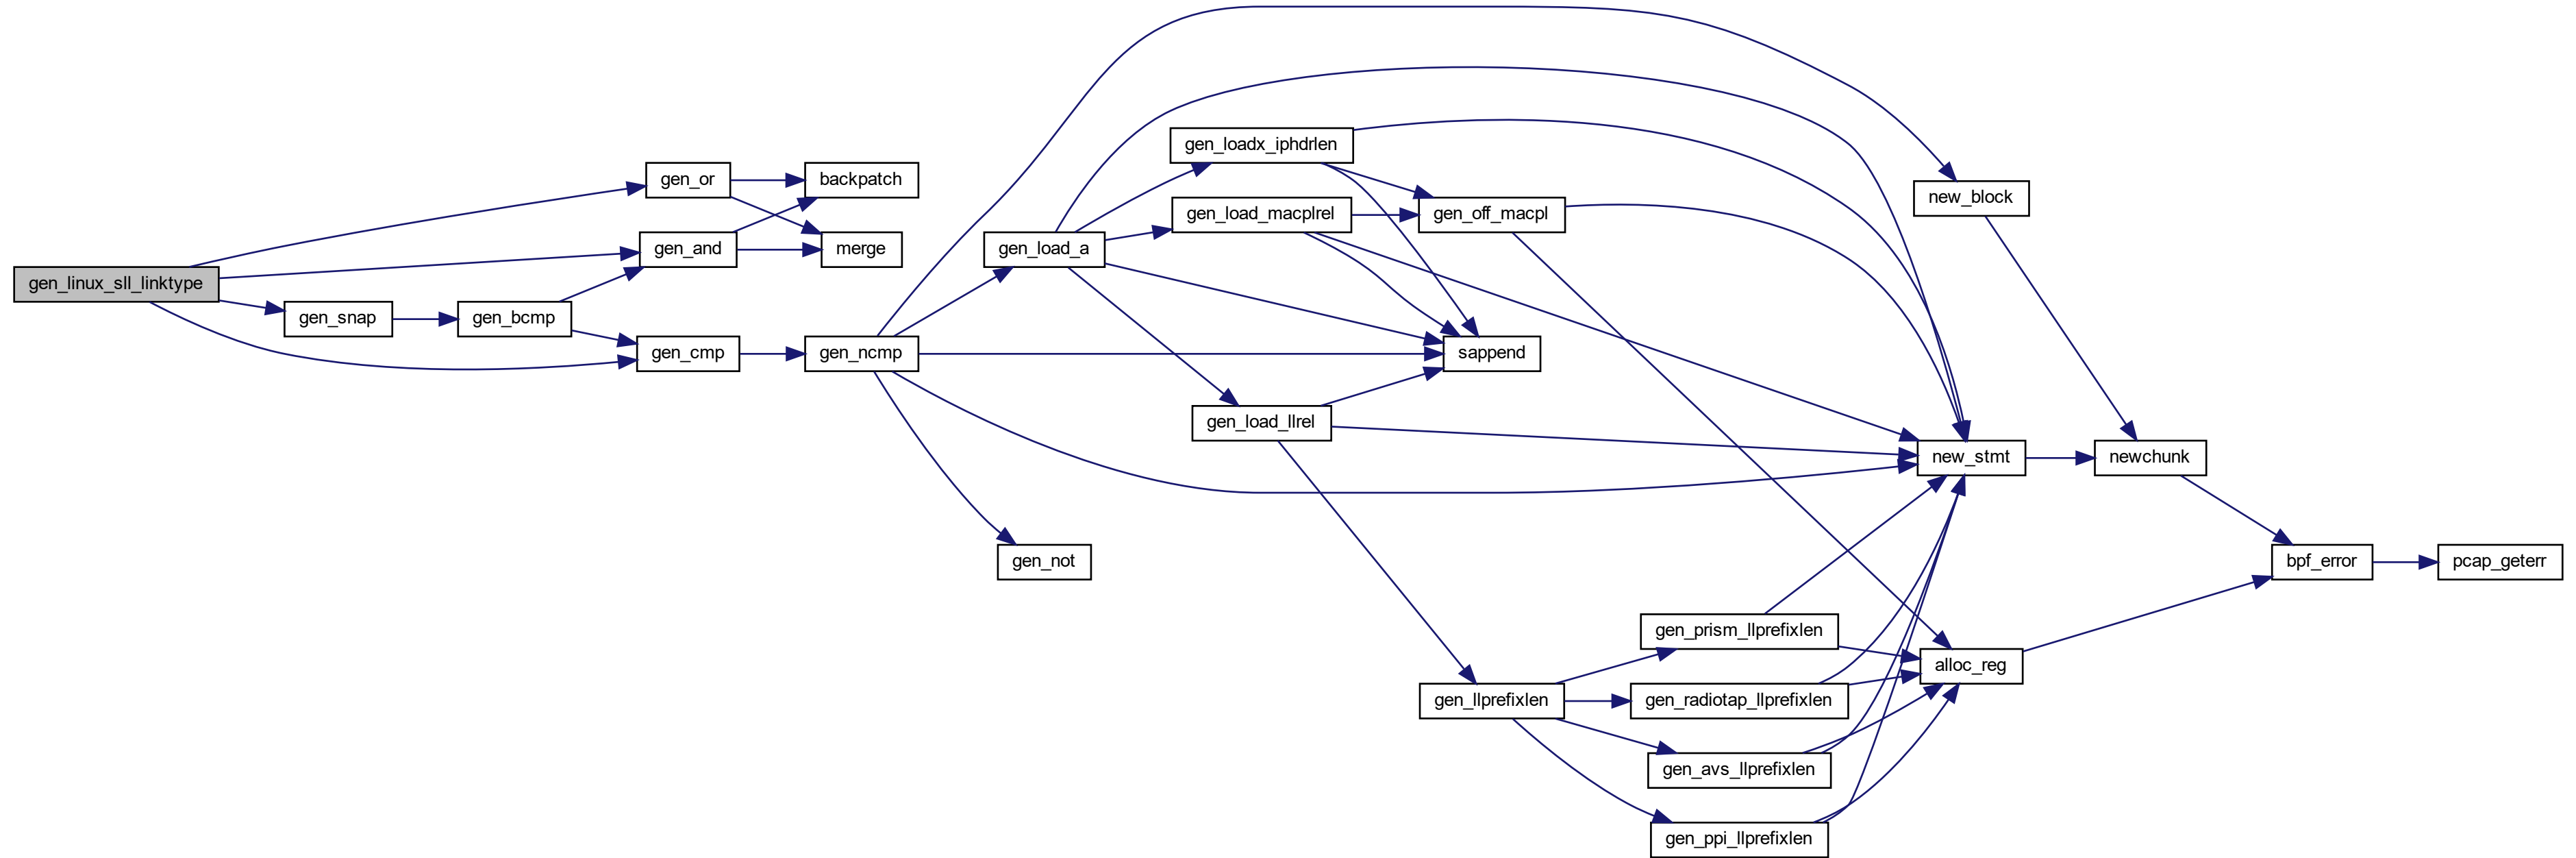 gen_linux_sll_linktype
gen_or
gen_and
gen_snap
gen_bcmp
gen_cmp
backpatch
merge
gen_ncmp
gen_load_a
gen_not
gen_loadx_iphdrlen
gen_load_macplrel
gen_load_llrel
gen_off_macpl
sappend
gen_llprefixlen
gen_prism_llprefixlen
gen_radiotap_llprefixlen
gen_avs_llprefixlen
gen_ppi_llprefixlen
new_block
new_stmt
alloc_reg
newchunk
bpf_error
pcap_geterr